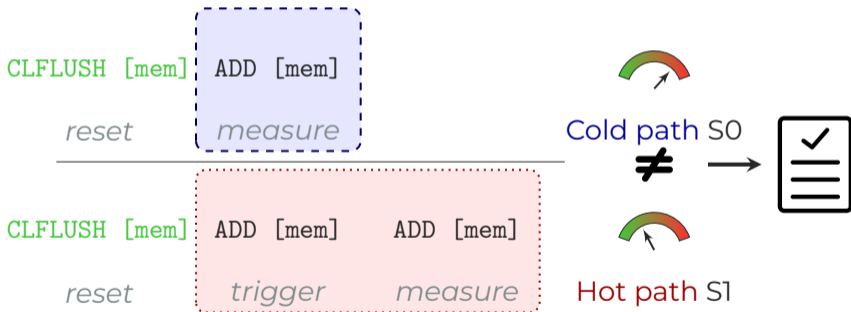 CLFLUSH [mem] ADD [mem]
reset measure
Cold path S0
≠
CLFLUSH [mem] ADD [mem] ADD [mem]
reset trigger measure
Hot path S1